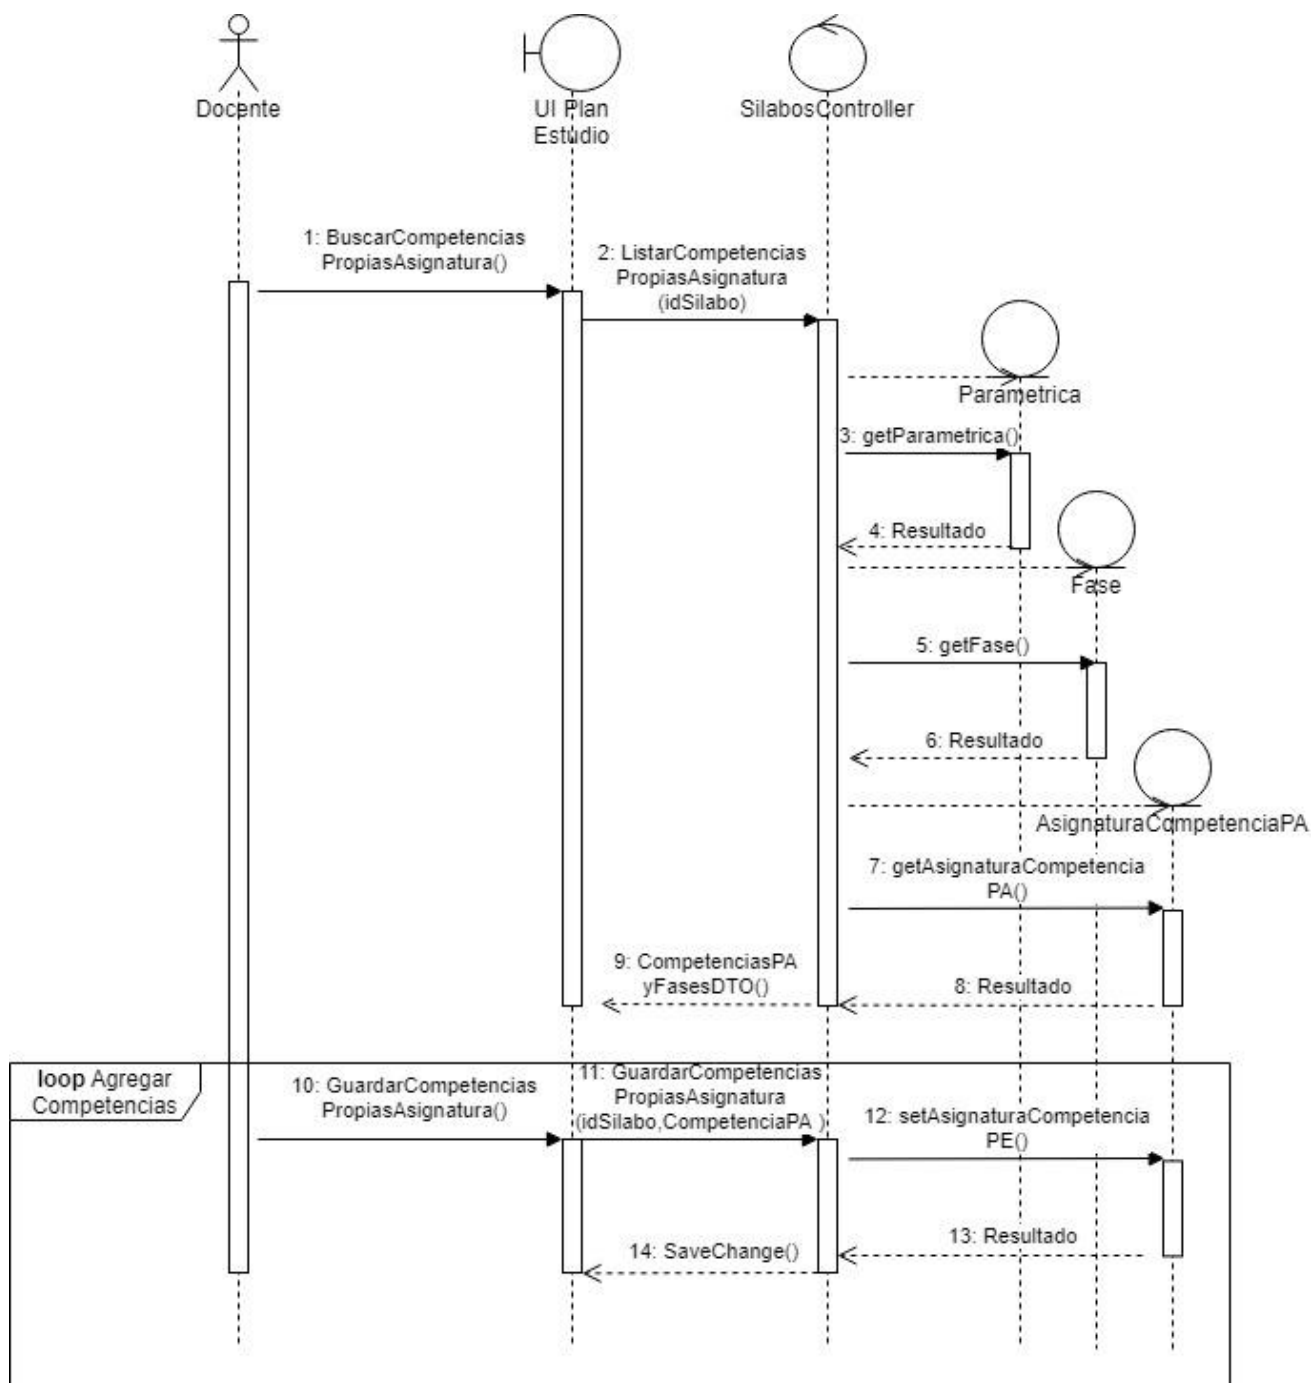 Docente
UI Plan
Estudio
SilabosController
1: BuscarCompetencias
PropiasAsignatura()
2: ListarCompetencias
PropiasAsignatura
(idSilabo)
Parametrica
3: getParametrica()
4: Resultado
Fase
5: getFase()
6: Resultado
AsignaturaCompetenciaPA
7: getAsignaturaCompetencia
PA()
9: CompetenciasPA
yFasesDTO()
8: Resultado
loop Agregar
Competencias
10: GuardarCompetencias
PropiasAsignatura()
11: GuardarCompetencias
PropiasAsignatura
(idSilabo,CompetenciaPA )
12: setAsignaturaCompetencia
PE()
13: Resultado
14: SaveChange()